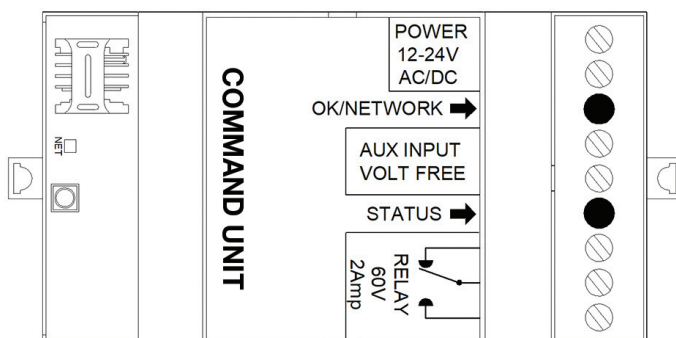 POWER
12-24V
AC/DC
OK/NETWORK
NET
COMMAND UNIT
AUX INPUT
VOLT FREE
STATUS
RELAY
60V
2Amp